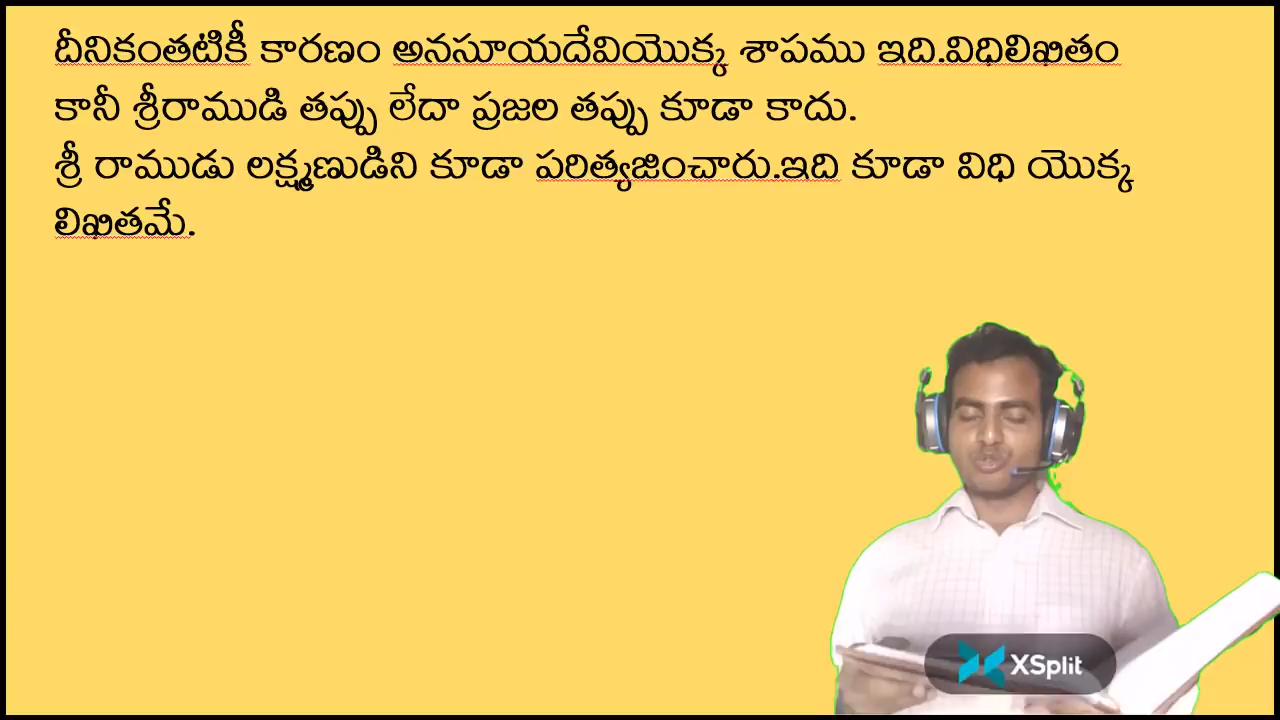 దీనికంతటికీ కారణం అనసూయదేవియొక్క శాపము ఇది.విధిలిఖితం
కానీ శ్రీరాముడి తప్పు లేదా ప్రజల తప్పు కూడా కాదు.
శ్రీ రాముడు లక్ష్మణుడిని కూడా పరిత్యజించారు.ఇది కూడా విధి యొక్క
లిఖితమే.
XSplit